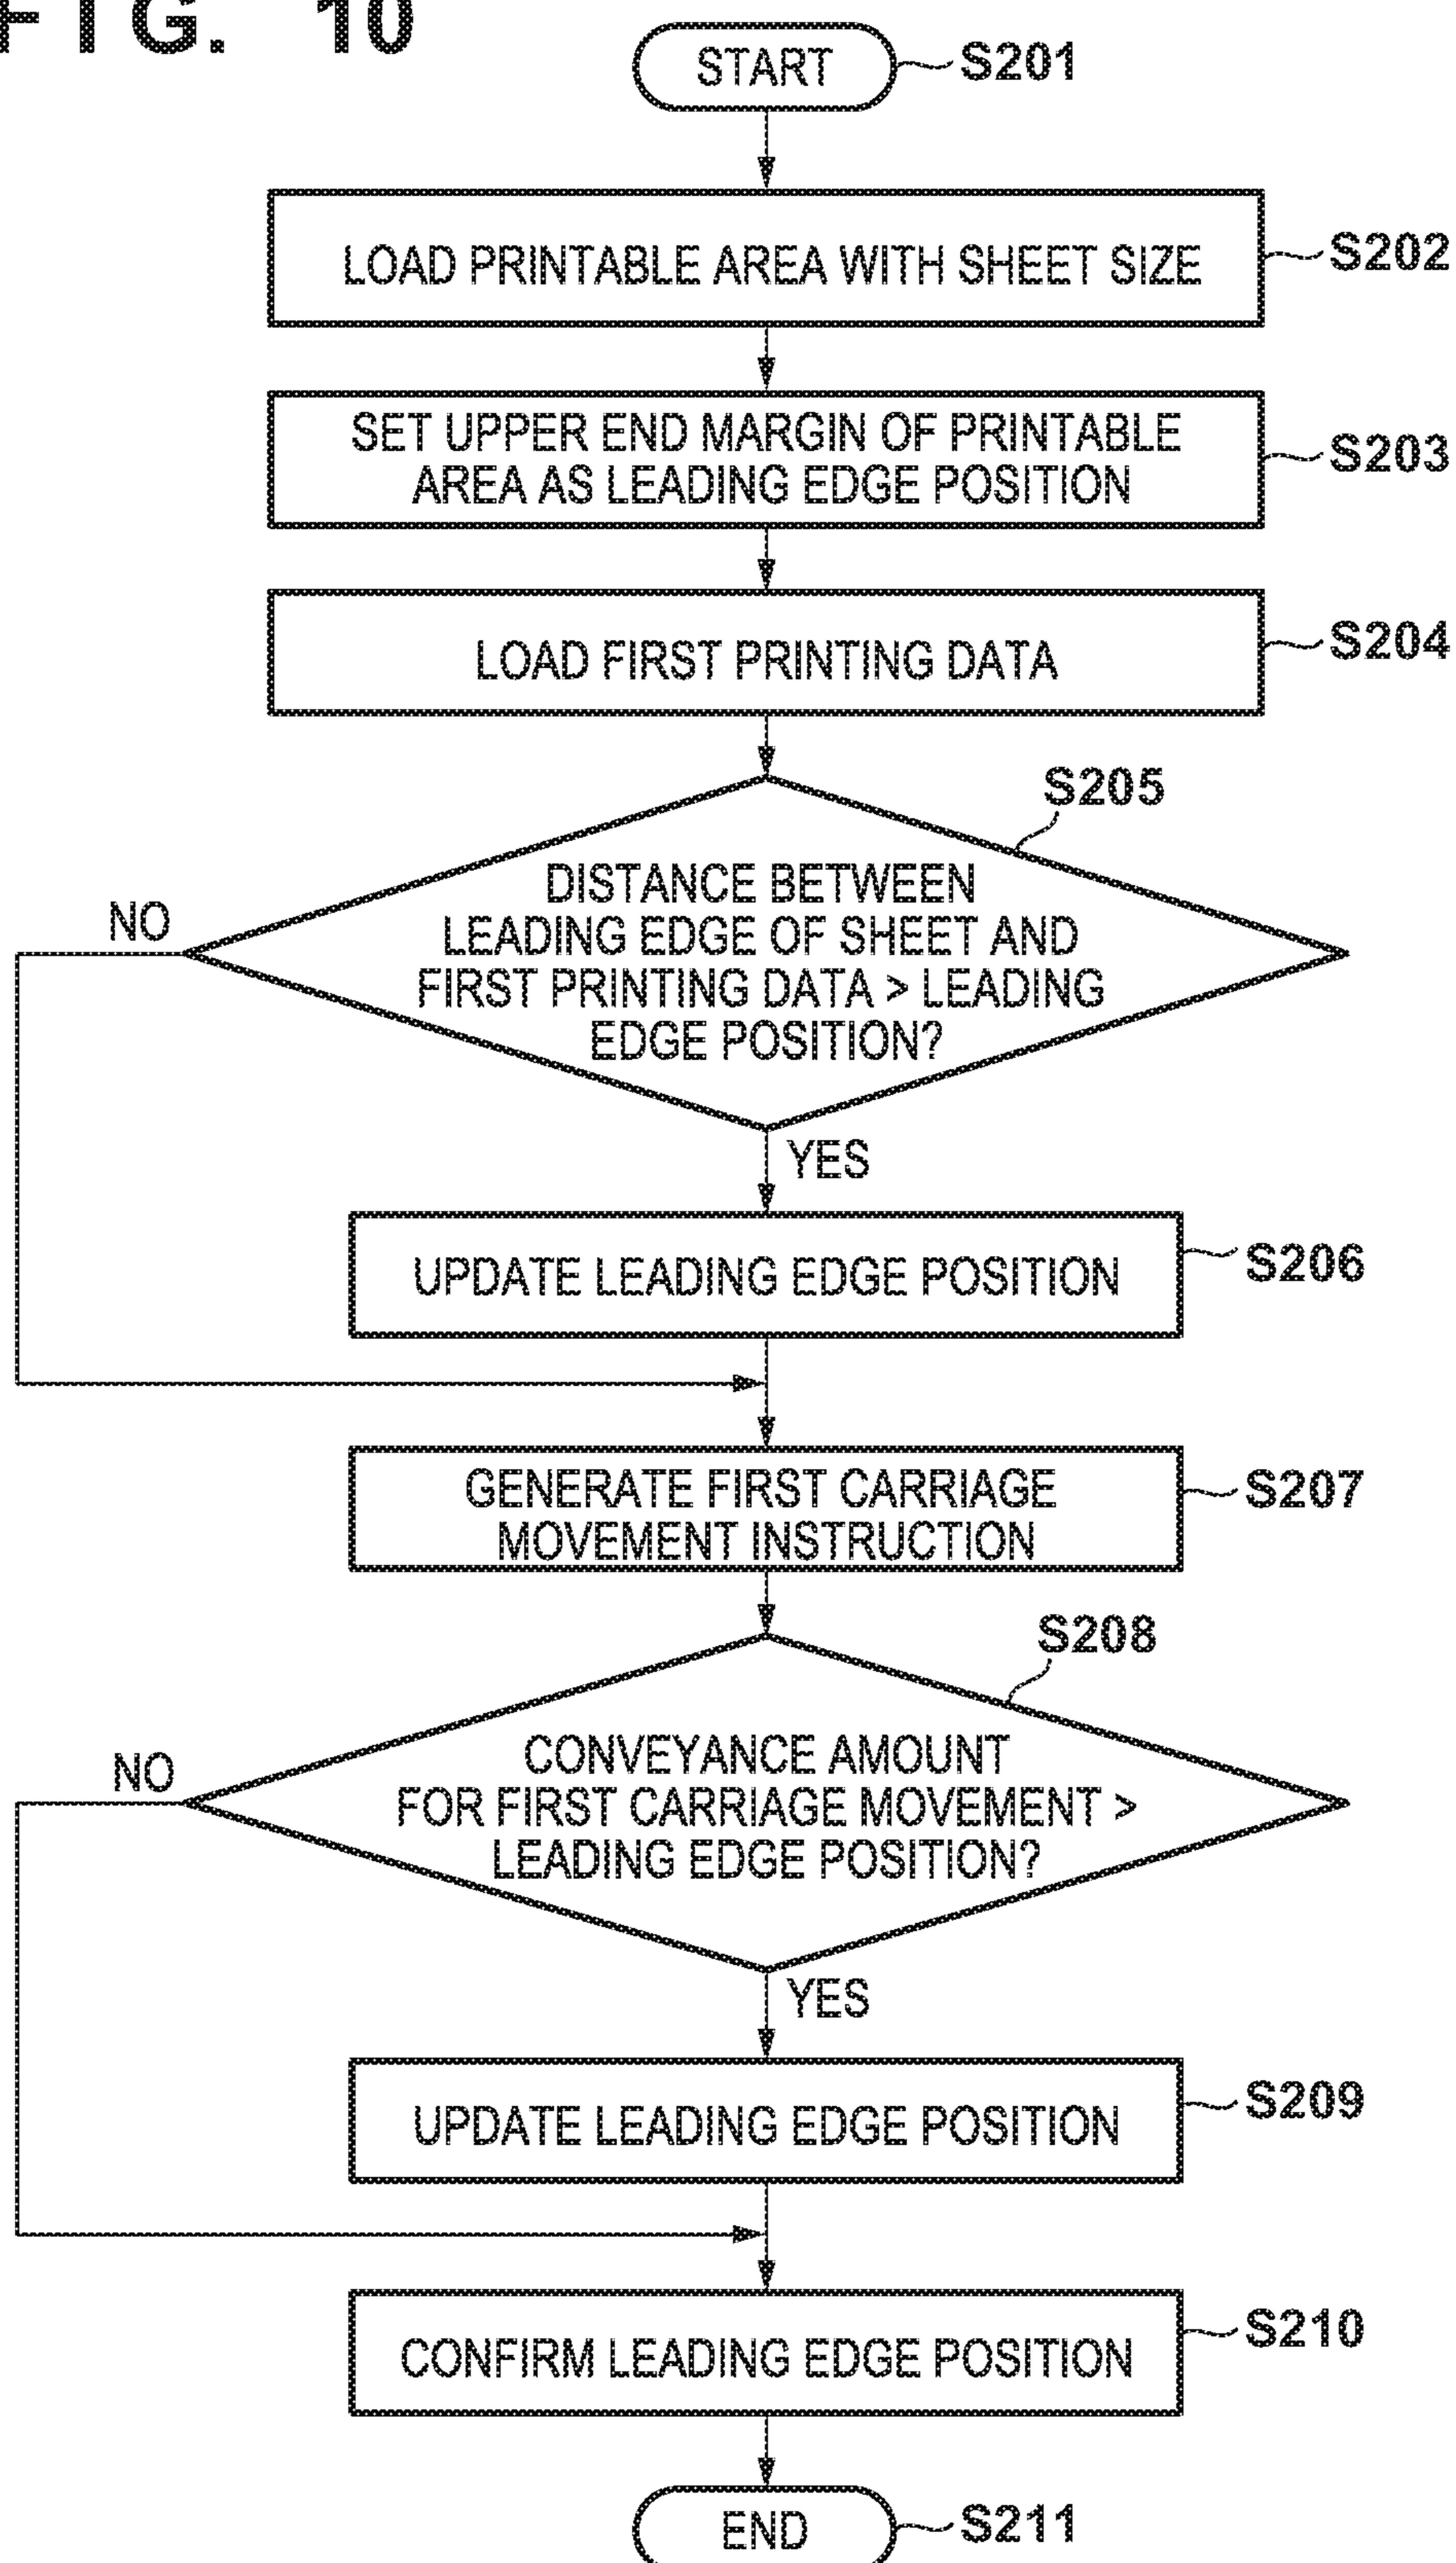 FIG. 10
START
S201
LOAD PRINTABLE AREA WITH SHEET SIZE
S202
SET UPPER END MARGIN OF PRINTABLE
AREA AS LEADING EDGE POSITION
S203
LOAD FIRST PRINTING DATA
S204
S205
DISTANCE BETWEEN
LEADING EDGE OF SHEET AND
FIRST PRINTING DATA > LEADING
EDGE POSITION?
NO
YES
UPDATE LEADING EDGE POSITION
S206
GENERATE FIRST CARRIAGE
MOVEMENT INSTRUCTION
S207
S208
CONVEYANCE AMOUNT
FOR FIRST CARRIAGE MOVEMENT >
LEADING EDGE POSITION?
NO
YES
UPDATE LEADING EDGE POSITION
S209
CONFIRM LEADING EDGE POSITION
S210
END
S211